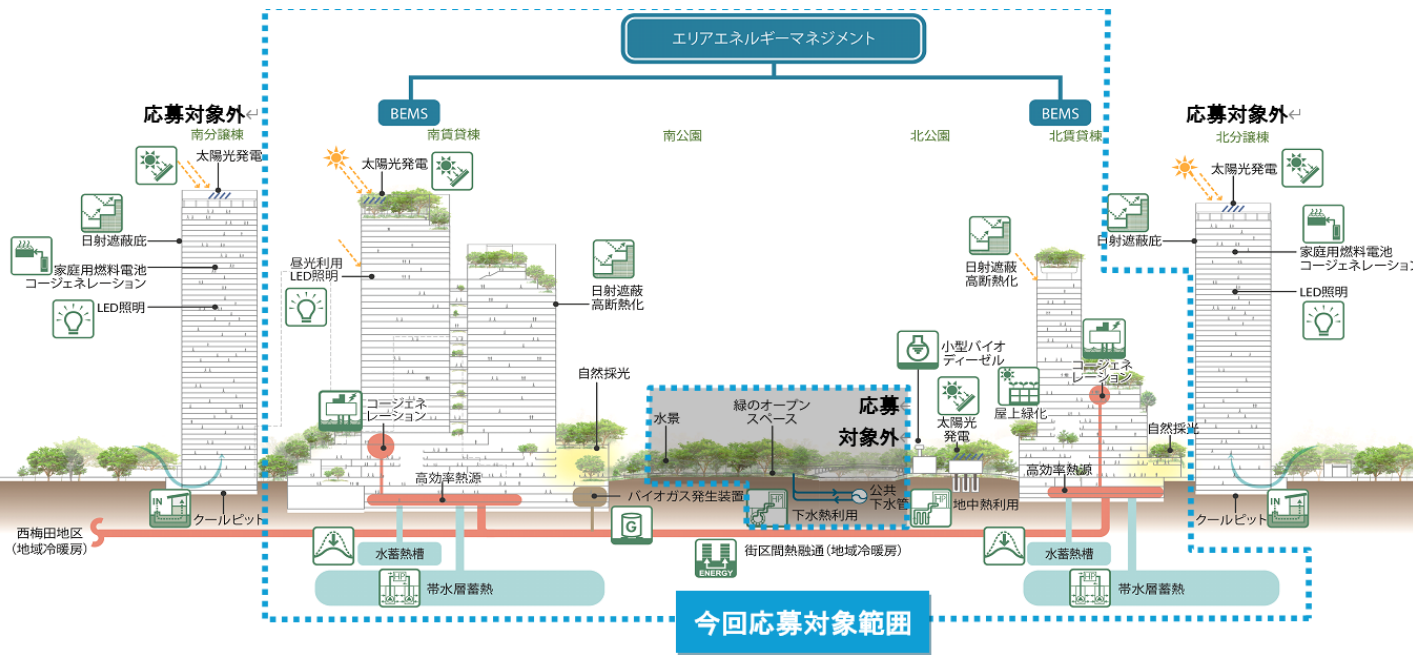 エリアエネルギーマネジメント
BEMS
BEMS
応募対象外↵
応募対象外↵
南分譲棟
南賃貸棟
南公園
北公園
北賃貸棟
北分譲棟
太陽光発電
太陽光発電
太陽光発電
日射遮蔽庇
家庭用燃料電池
コージェネレーション
LED照明
昼光利用
LED照明
日射遮蔽
高断熱化
日射遮蔽
高断熱化
日射遮蔽庇
家庭用燃料電池
コージェネレーション
LED照明
コージェネ
レーション
自然採光
水景
緑のオープン
スペース
応募↵
対象外↵
小型バイオ
ディーゼル
太陽光
発電
屋上緑化
コージェネ
レーション
自然採光
高効率熱源
高効率熱源
バイオガス発生装置
HP
下水熱利用
公共
下水管
HP
地中熱利用
IN
クールピット
IN
クールピット
西梅田地区
(地域冷暖房)
G
ENERGY
街区間熱融通(地域冷暖房)
水蓄熱槽
水蓄熱槽
HP
帯水層蓄熱
HP
帯水層蓄熱
今回応募対象範囲